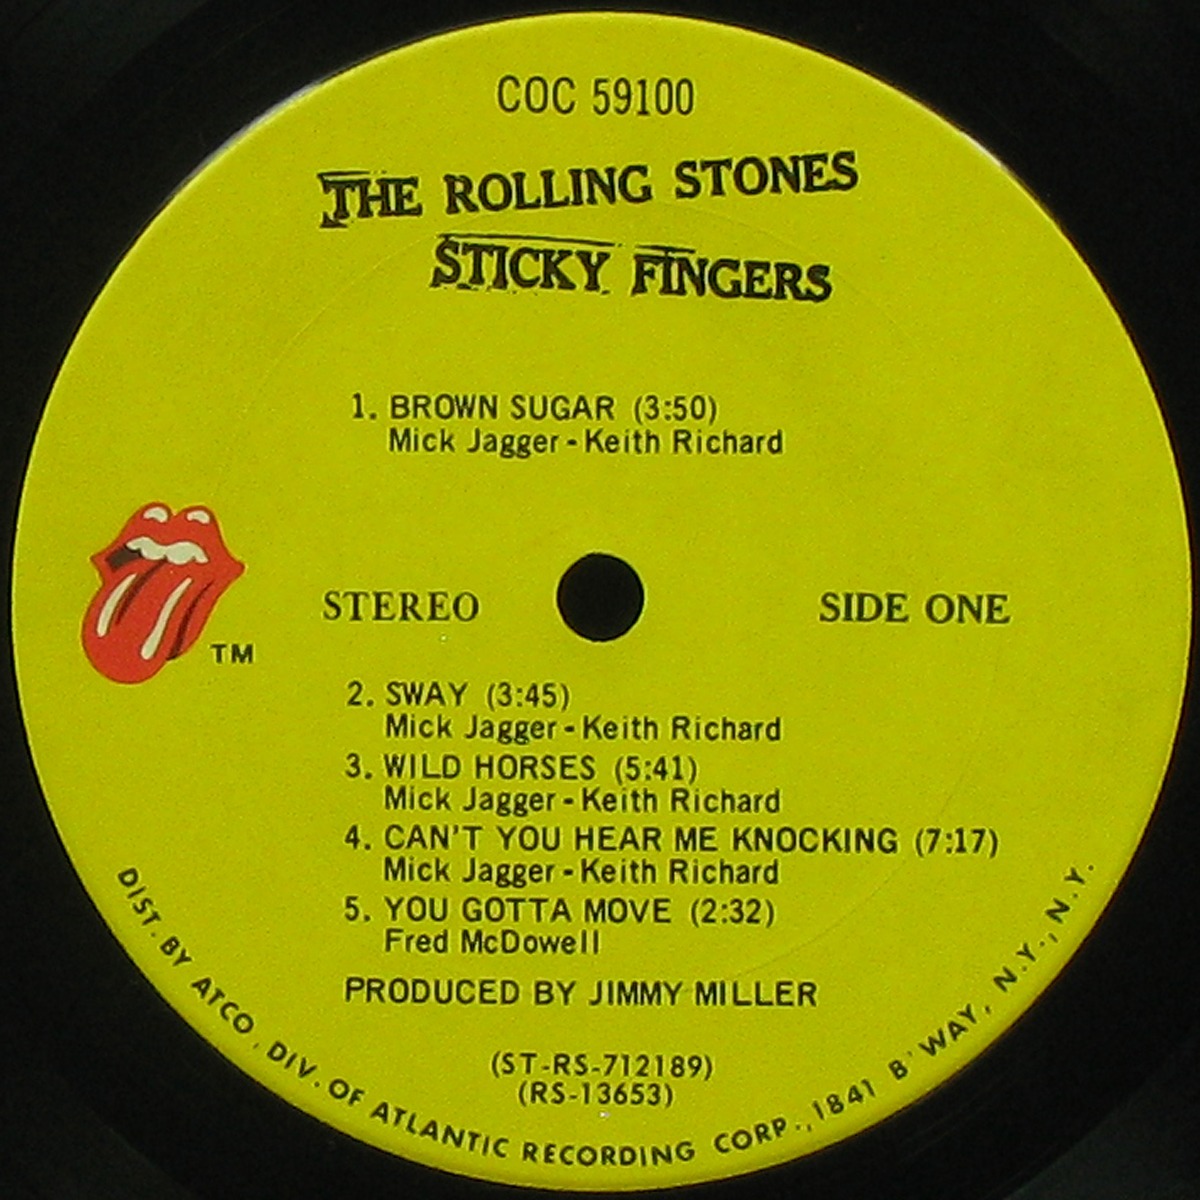 COC 59100
THE ROLLING STONES
STICKY FINGERS
1. BROWN SUGAR (3:50)
Mick Jagger - Keith Richard
STEREO
SIDE ONE
TM
2. SWAY (3:45)
Mick Jagger - Keith Richard
3. WILD HORSES (5:41)
Mick Jagger - Keith Richard
4. CAN'T YOU HEAR ME KNOCKING (7:17)
Mick Jagger - Keith Richard
5. YOU GOTTA MOVE (2:32)
Fred McDowell
PRODUCED BY JIMMY MILLER
(ST-RS-712189)
(RS-13653)
DIST. BY ATCO, DIV. OF ATLANTIC RECORDING CORP., 1841 B'WAY, N.Y., N.Y.